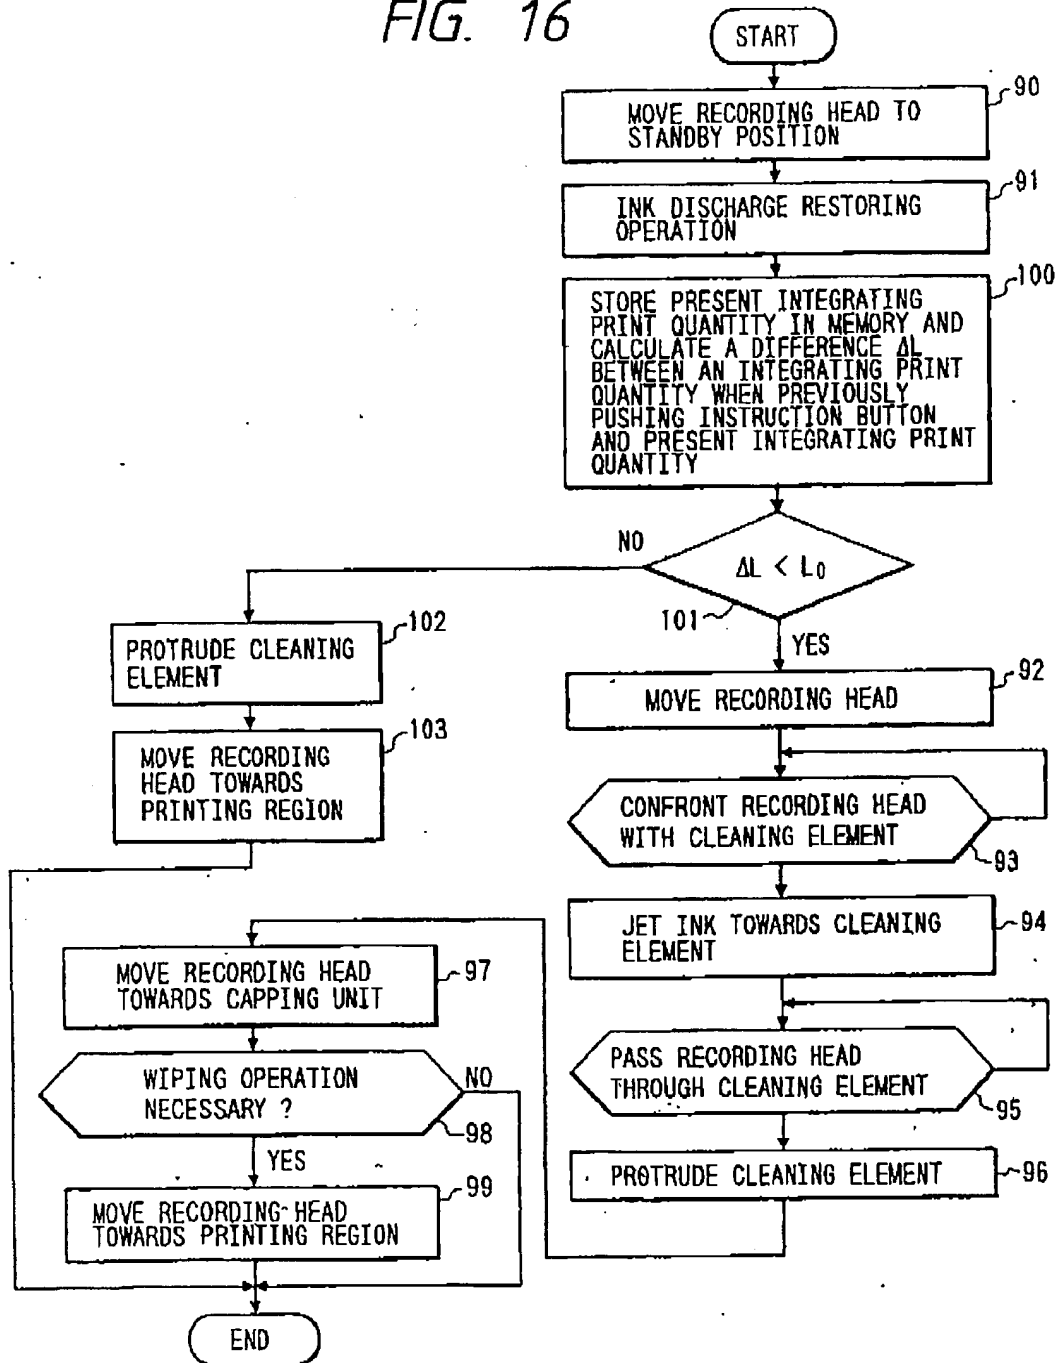 FIG. 16
START
90
MOVE RECORDING HEAD TO
STANDBY POSITION
91
INK DISCHARGE RESTORING
OPERATION
100
STORE PRESENT INTEGRATING
PRINT QUANTITY IN MEMORY AND
CALCULATE A DIFFERENCE ΔL
BETWEEN AN INTEGRATING PRINT
QUANTITY WHEN PREVIOUSLY
PUSHING INSTRUCTION BUTTON
AND PRESENT INTEGRATING PRINT
QUANTITY
NO
ΔL < L₀
101
YES
102
PROTRUDE CLEANING
ELEMENT
103
MOVE RECORDING
HEAD TOWARDS
PRINTING REGION
92
MOVE RECORDING HEAD
CONFRONT RECORDING HEAD
WITH CLEANING ELEMENT
93
JET INK TOWARDS CLEANING
ELEMENT
94
PASS RECORDING HEAD
THROUGH CLEANING ELEMENT
95
PROTRUDE CLEANING ELEMENT
96
MOVE RECORDING HEAD
TOWARDS CAPPING UNIT
97
WIPING OPERATION
NECESSARY ?
NO
98
YES
99
MOVE RECORDING HEAD
TOWARDS PRINTING REGION
END